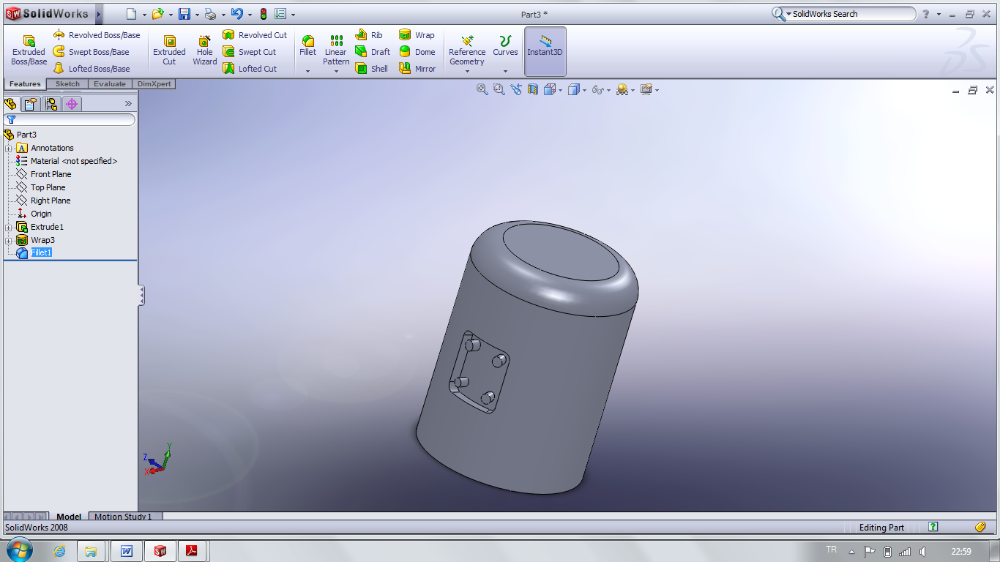 SolidWorks
Part3 *
SolidWorks Search
Extruded Boss/Base
Revolved Boss/Base
Swept Boss/Base
Lofted Boss/Base
Extruded Cut
Hole Wizard
Revolved Cut
Swept Cut
Lofted Cut
Fillet
Linear Pattern
Rib
Draft
Shell
Wrap
Dome
Mirror
Reference Geometry
Curves
Instant3D
Features
Sketch
Evaluate
DimXpert
Part3
Annotations
Material <not specified>
Front Plane
Top Plane
Right Plane
Origin
Extrude1
Wrap3
Fillet1
Y
Z
X
Model
Motion Study 1
SolidWorks 2008
Editing Part
TR
22:59